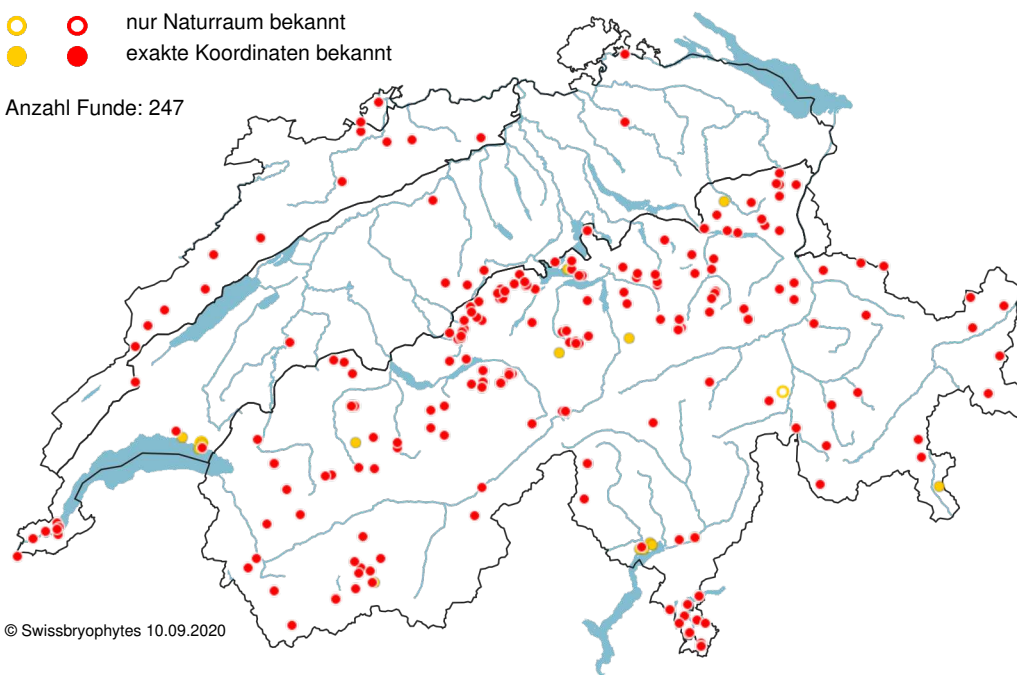 nur Naturraum bekannt
exakte Koordinaten bekannt
Anzahl Funde: 247
© Swissbryophytes 10.09.2020